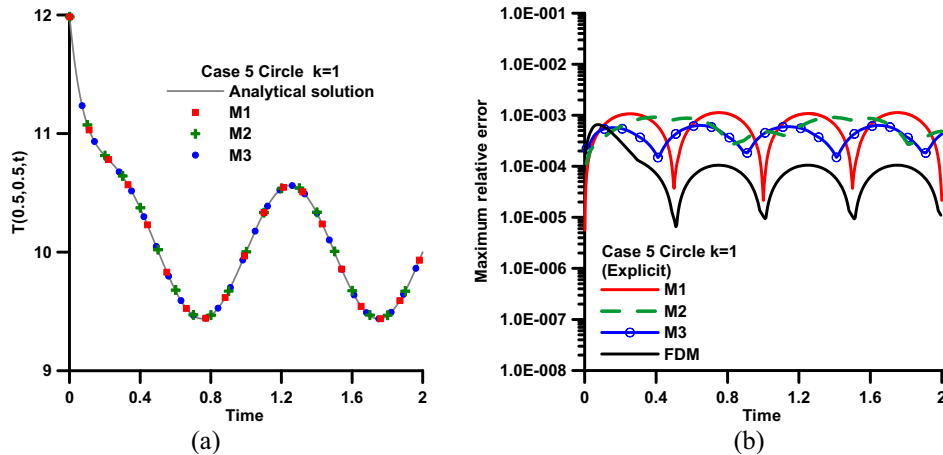 12
11
10
9
T(0.5,0.5,t)
Case 5 Circle k=1
Analytical solution
M1
M2
M3
0 0.4 0.8 1.2 1.6 2
Time
(a)
1.0E-001
1.0E-002
1.0E-003
1.0E-004
1.0E-005
1.0E-006
1.0E-007
1.0E-008
Maximum relative error
Case 5 Circle k=1
(Explicit)
M1
M2
M3
FDM
0 0.4 0.8 1.2 1.6 2
Time
(b)